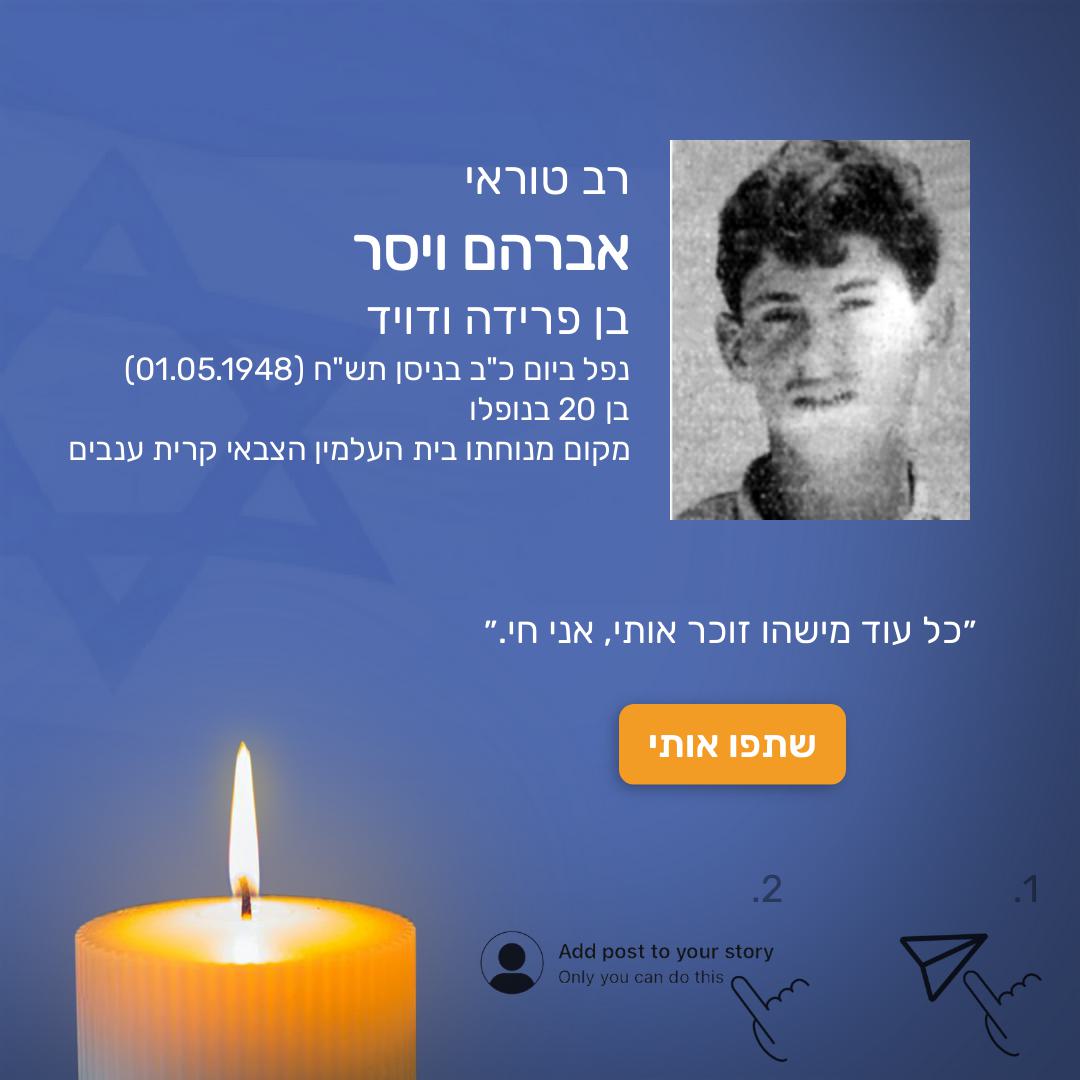 רב טוראי
אברהם ויסר
בן פרידה ודויד
נפל ביום כ"ב בניסן תש"ח (01.05.1948)
בן 20 בנופלו
מקום מנוחתו בית העלמין הצבאי קרית ענבים
״כל עוד מישהו זוכר אותי, אני חי.״
שתפו אותי
1.
2.
Add post to your story
Only you can do this